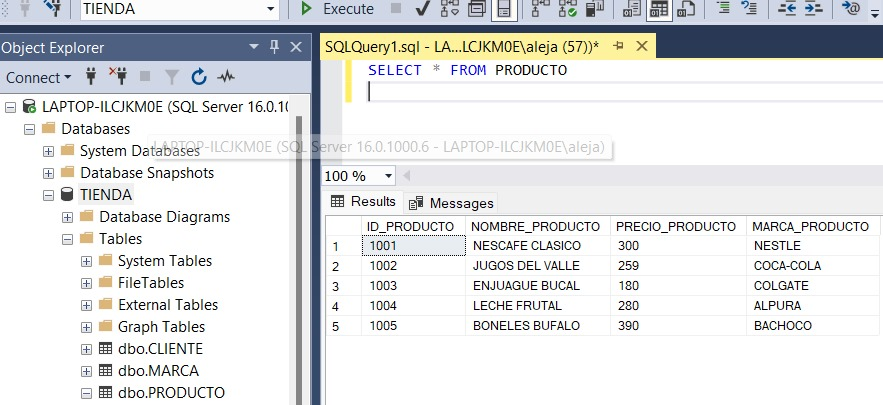 TIENDA
Execute
Object Explorer
SQLQuery1.sql - LA...LCJKM0E\aleja (57))*
Connect
SELECT * FROM PRODUCTO
LAPTOP-ILCJKM0E (SQL Server 16.0.10
Databases
LAPTOP-ILCJKM0E (SQL Server 16.0.1000.6 - LAPTOP-ILCJKM0E\aleja)
System Databases
Database Snapshots
TIENDA
Database Diagrams
Tables
System Tables
FileTables
External Tables
Graph Tables
dbo.CLIENTE
dbo.MARCA
dbo.PRODUCTO
100 %
Results Messages
ID_PRODUCTO NOMBRE_PRODUCTO PRECIO_PRODUCTO MARCA_PRODUCTO
1 1001 NESCAFE CLASICO 300 NESTLE
2 1002 JUGOS DEL VALLE 259 COCA-COLA
3 1003 ENJUAGUE BUCAL 180 COLGATE
4 1004 LECHE FRUTAL 280 ALPURA
5 1005 BONELES BUFALO 390 BACHOCO